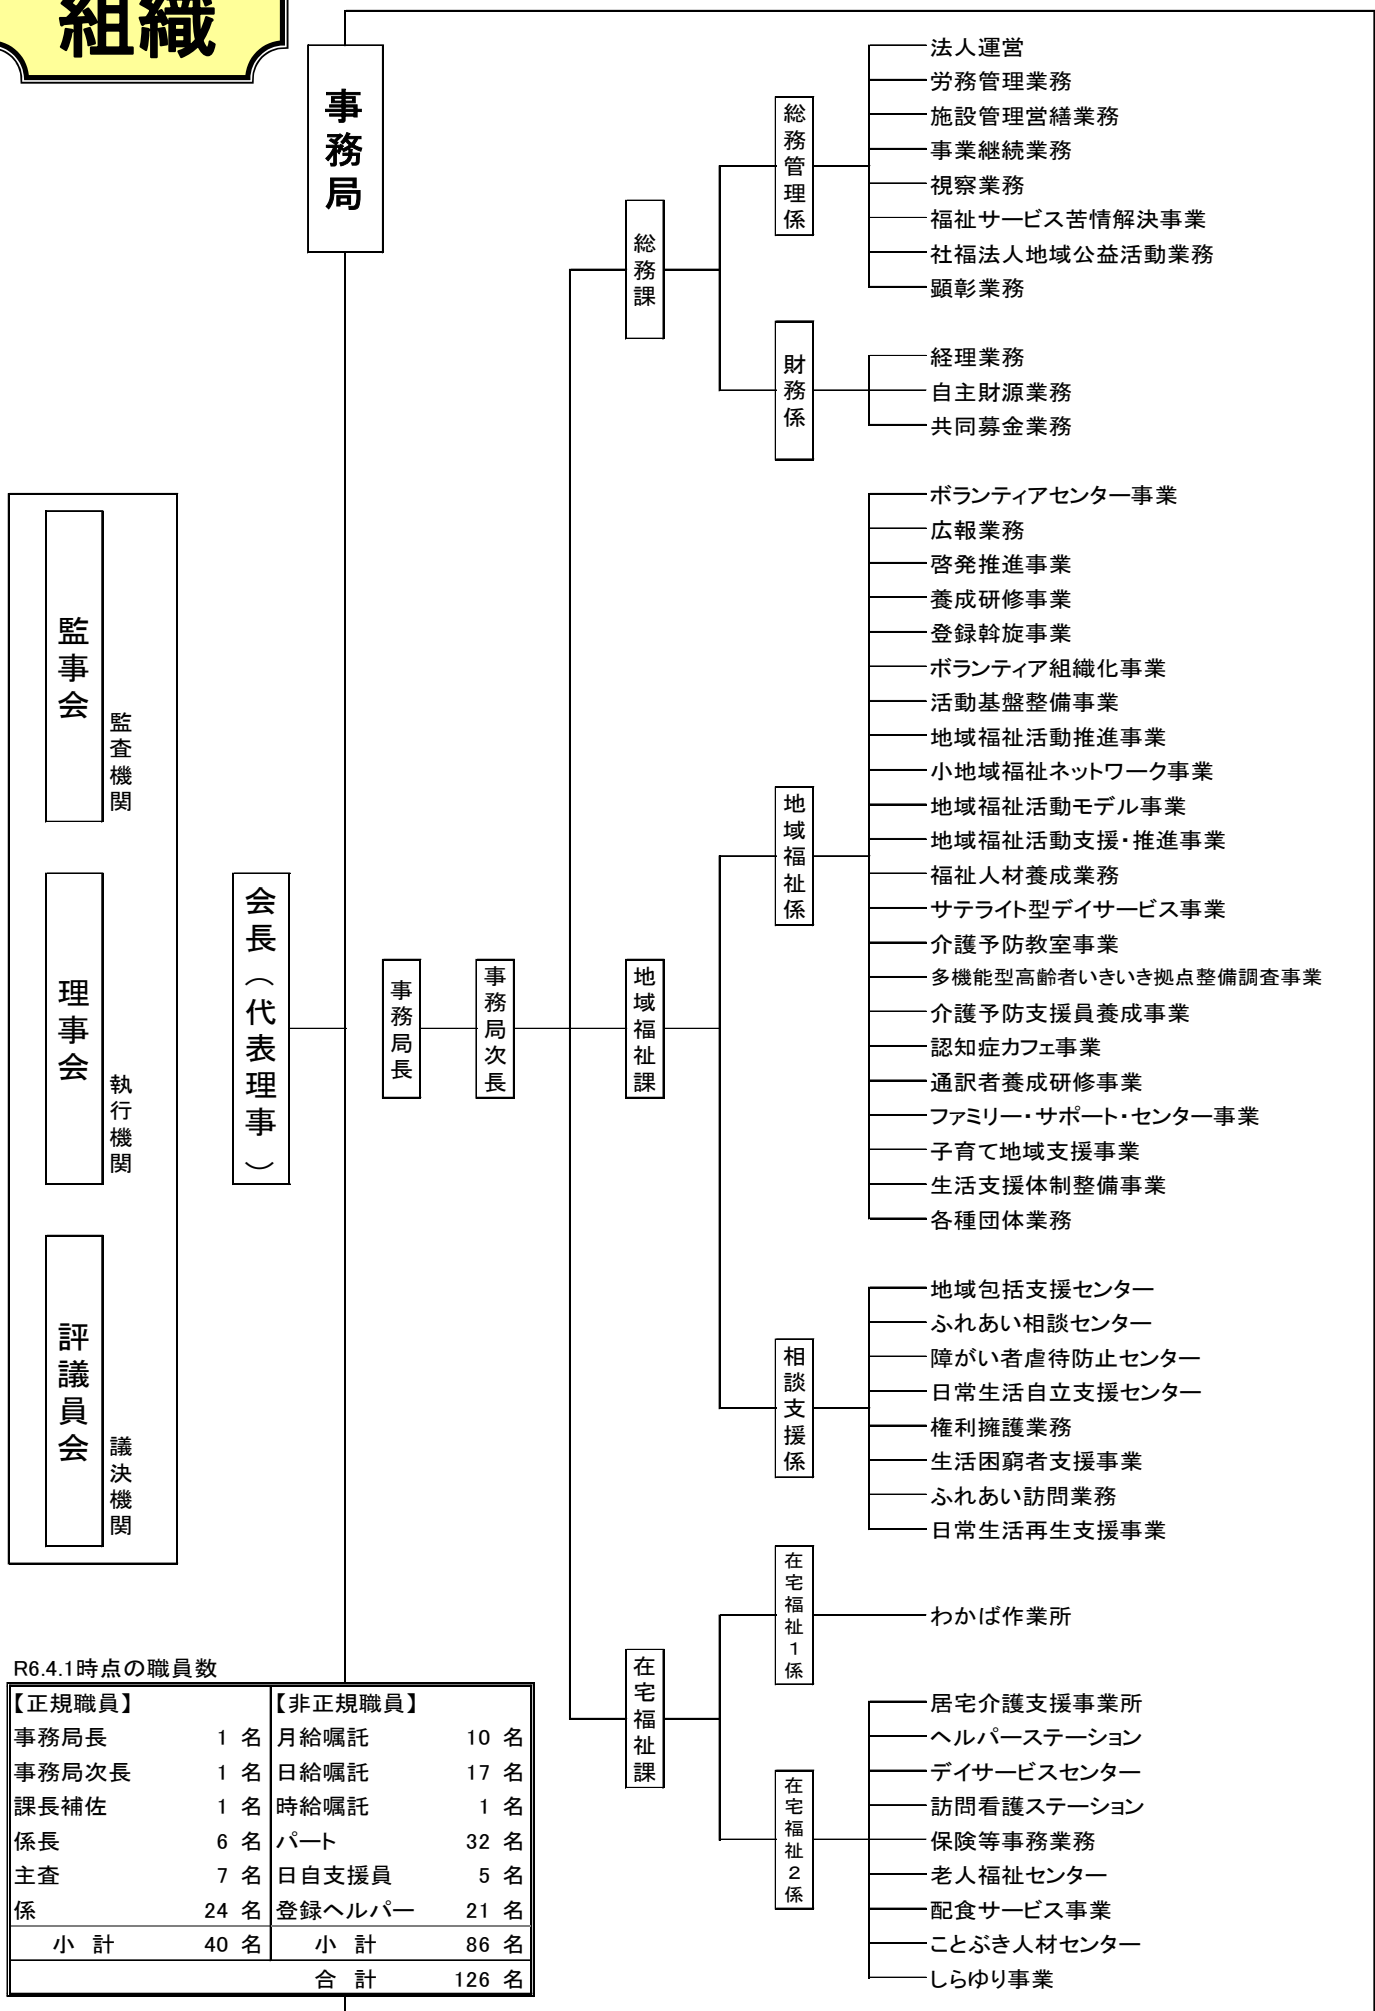 組織
事務局
監事会
監査機関
理事会
執行機関
評議員会
議決機関
会長（代表理事）
事務局長
事務局次長
総務課
総務管理係
法人運営
労務管理業務
施設管理営繕業務
事業継続業務
視察業務
福祉サービス苦情解決事業
社福法人地域公益活動業務
顕彰業務
財務係
経理業務
自主財源業務
共同募金業務
地域福祉課
地域福祉係
ボランティアセンター事業
広報業務
啓発推進事業
養成研修事業
登録斡旋事業
ボランティア組織化事業
活動基盤整備事業
地域福祉活動推進事業
小地域福祉ネットワーク事業
地域福祉活動モデル事業
地域福祉活動支援・推進事業
福祉人材養成業務
サテライト型デイサービス事業
介護予防教室事業
多機能型高齢者いきいき拠点整備調査事業
介護予防支援員養成事業
認知症カフェ事業
通訳者養成研修事業
ファミリー・サポート・センター事業
子育て地域支援事業
生活支援体制整備事業
各種団体業務
相談支援係
地域包括支援センター
ふれあい相談センター
障がい者虐待防止センター
日常生活自立支援センター
権利擁護業務
生活困窮者支援事業
ふれあい訪問業務
日常生活再生支援事業
在宅福祉課
在宅福祉1係
わかば作業所
在宅福祉2係
居宅介護支援事業所
ヘルパーステーション
デイサービスセンター
訪問看護ステーション
保険等事務業務
老人福祉センター
配食サービス事業
ことぶき人材センター
しらゆり事業
R6.4.1時点の職員数
【正規職員】 【非正規職員】
事務局長 1 名 月給嘱託 10 名
事務局次長 1 名 日給嘱託 17 名
課長補佐 1 名 時給嘱託 1 名
係長 6 名 パート 32 名
主査 7 名 日自支援員 5 名
係 24 名 登録ヘルパー 21 名
小 計 40 名 小 計 86 名
合 計 126 名